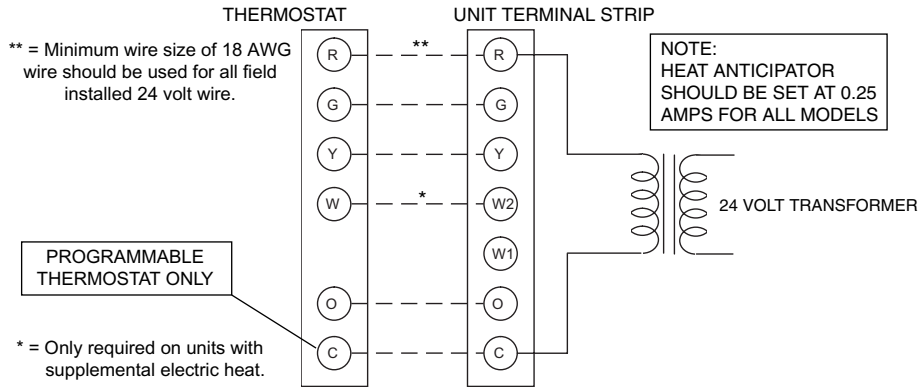 THERMOSTAT
UNIT TERMINAL STRIP
** = Minimum wire size of 18 AWG
wire should be used for all field
installed 24 volt wire.
NOTE:
HEAT ANTICIPATOR
SHOULD BE SET AT 0.25
AMPS FOR ALL MODELS
R ** R
G G
Y Y
W * W2
W1
O O
C C
24 VOLT TRANSFORMER
PROGRAMMABLE
THERMOSTAT ONLY
* = Only required on units with
supplemental electric heat.